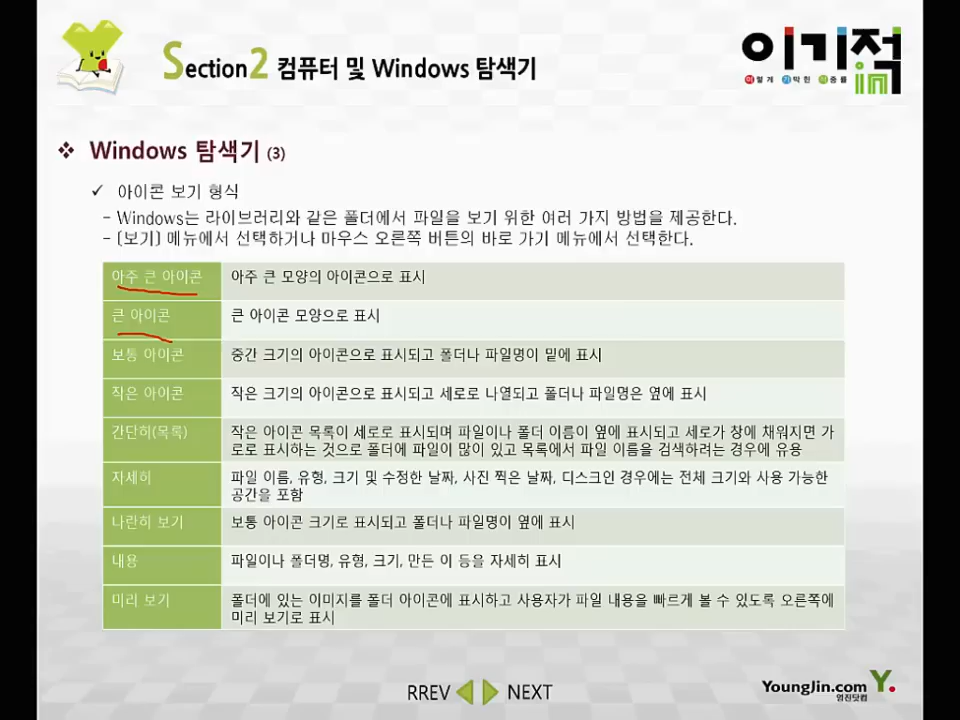 Section2 컴퓨터 및 Windows 탐색기
이기적in
이렇게 기막힌 적중률
❖ Windows 탐색기 (3)
✓ 아이콘 보기 형식
- Windows는 라이브러리와 같은 폴더에서 파일을 보기 위한 여러 가지 방법을 제공한다.
- [보기] 메뉴에서 선택하거나 마우스 오른쪽 버튼의 바로 가기 메뉴에서 선택한다.
아주 큰 아이콘 아주 큰 모양의 아이콘으로 표시
큰 아이콘 큰 아이콘 모양으로 표시
보통 아이콘 중간 크기의 아이콘으로 표시되고 폴더나 파일명이 밑에 표시
작은 아이콘 작은 크기의 아이콘으로 표시되고 세로로 나열되고 폴더나 파일명은 옆에 표시
간단히(목록) 작은 아이콘 목록이 세로로 표시되며 파일이나 폴더 이름이 옆에 표시되고 세로가 창에 채워지면 가
로로 표시하는 것으로 폴더에 파일이 많이 있고 목록에서 파일 이름을 검색하려는 경우에 유용
자세히 파일 이름, 유형, 크기 및 수정한 날짜, 사진 찍은 날짜, 디스크인 경우에는 전체 크기와 사용 가능한
공간을 포함
나란히 보기 보통 아이콘 크기로 표시되고 폴더나 파일명이 옆에 표시
내용 파일이나 폴더명, 유형, 크기, 만든 이 등을 자세히 표시
미리 보기 폴더에 있는 이미지를 폴더 아이콘에 표시하고 사용자가 파일 내용을 빠르게 볼 수 있도록 오른쪽에
미리 보기로 표시
RREV NEXT
YoungJin.com Y.
영진닷컴